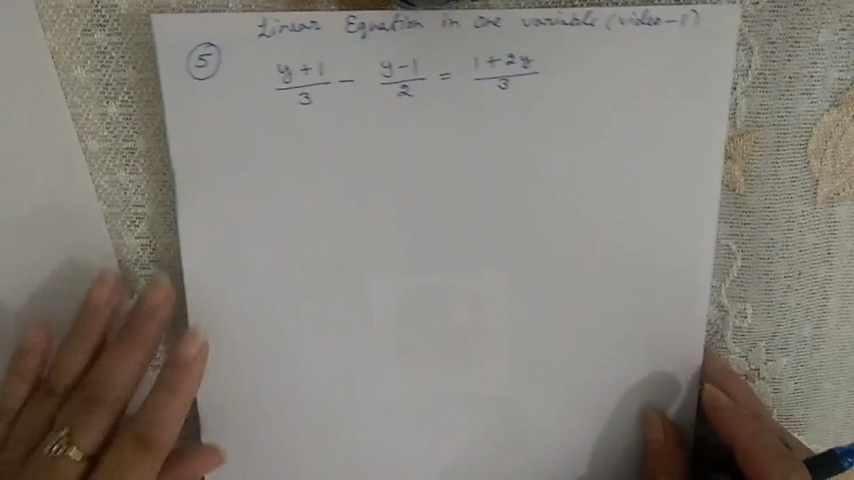 Linear Equation in one variable (video-1)
(5) (y+1)/3 - (y-1)/2 = (1+2y)/3